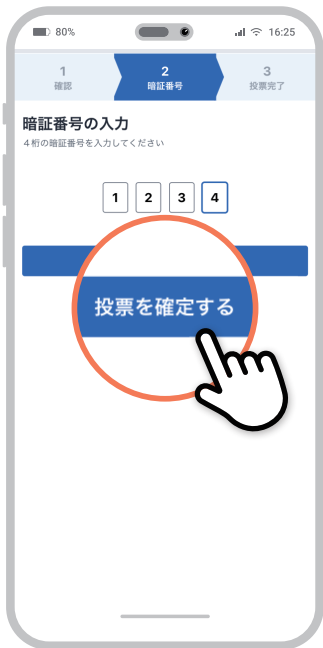 80%
16:25
1
2
3
確認
暗証番号
投票完了
暗証番号の入力
4桁の暗証番号を入力してください
1 2 3 4
投票を確定する